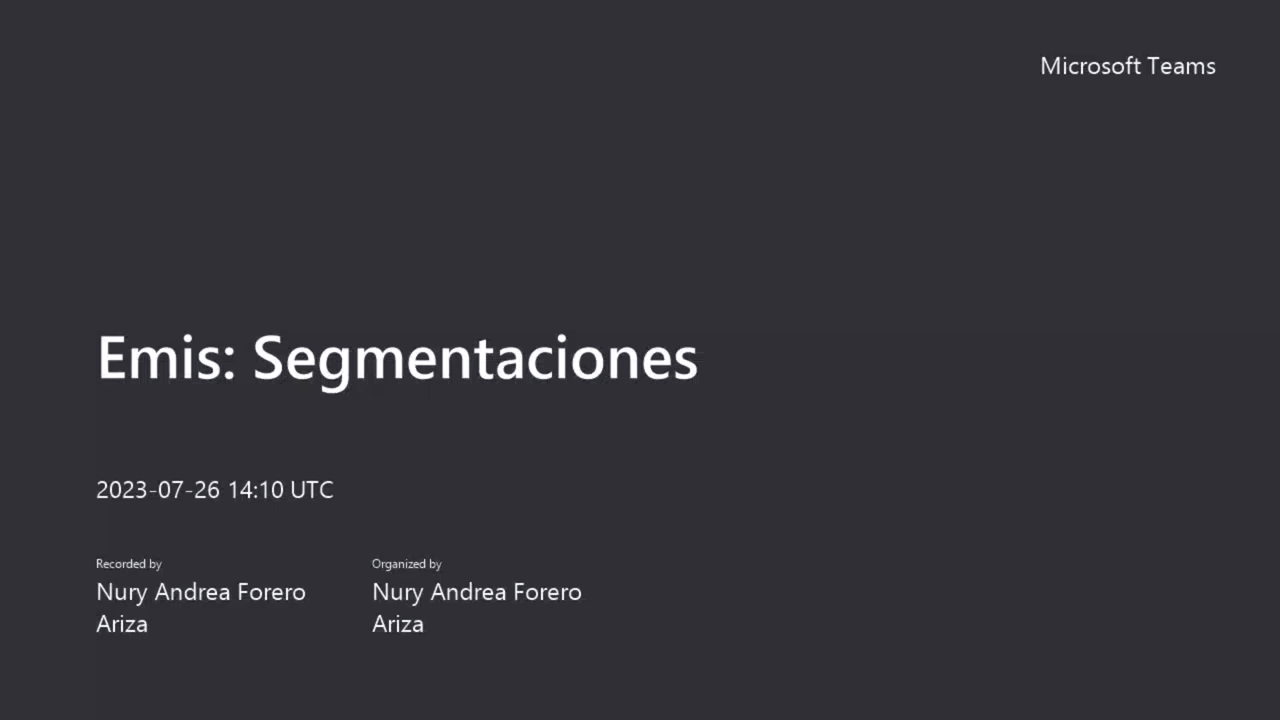 Microsoft Teams
Emis: Segmentaciones
2023-07-26 14:10 UTC
Recorded by
Nury Andrea Forero
Ariza
Organized by
Nury Andrea Forero
Ariza